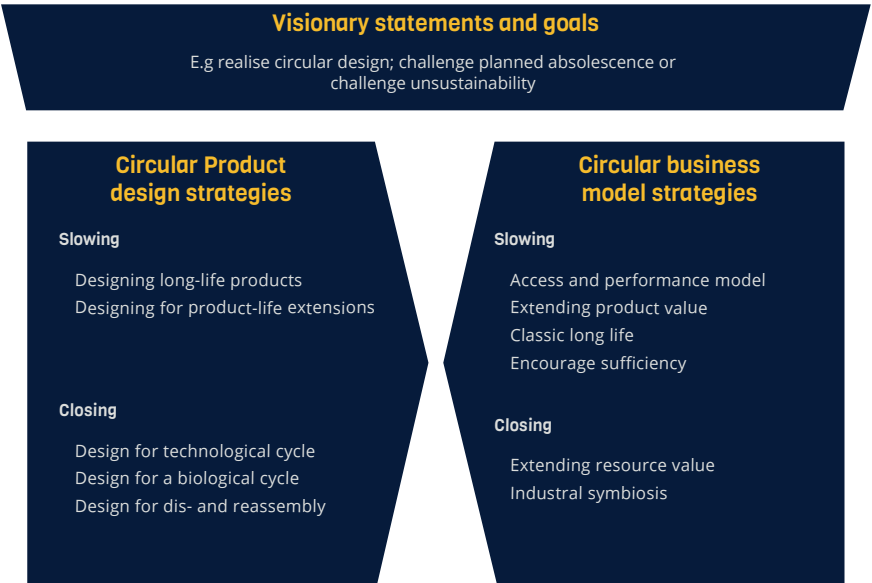 Visionary statements and goals
E.g realise circular design; challenge planned absolescence or
challenge unsustainability
Circular Product
design strategies
Slowing
Designing long-life products
Designing for product-life extensions
Closing
Design for technological cycle
Design for a biological cycle
Design for dis- and reassembly
Circular business
model strategies
Slowing
Access and performance model
Extending product value
Classic long life
Encourage sufficiency
Closing
Extending resource value
Industral symbiosis